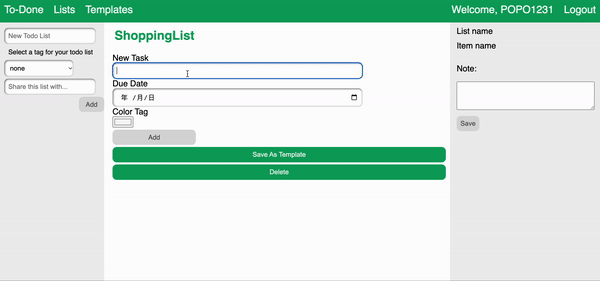 To-Done Lists Templates Welcome, POPO1231 Logout
New Todo List
Select a tag for your todo list
none
Share this list with...
Add
ShoppingList
New Task
Due Date
年 /月/日
Color Tag
Add
Save As Template
Delete
List name
Item name
Note:
Save